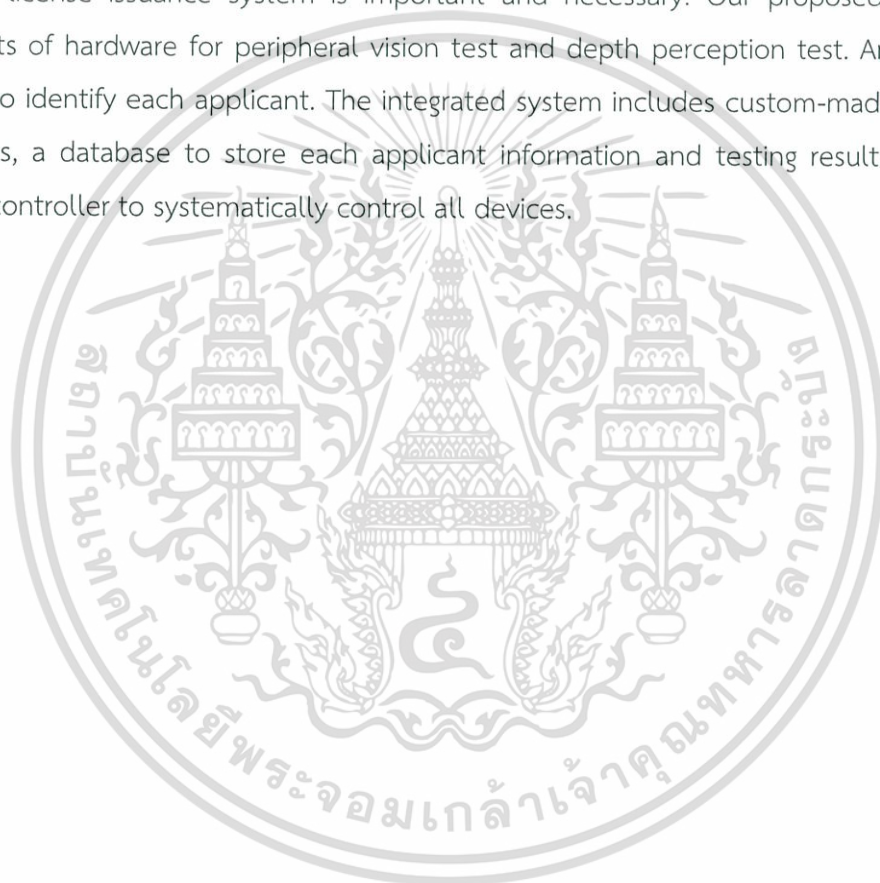 license issuance system is important and necessary. Our proposed
ts of hardware for peripheral vision test and depth perception test. An
o identify each applicant. The integrated system includes custom-mad
s, a database to store each applicant information and testing result
controller to systematically control all devices.
สถาบันเทคโนโลยีพระจอมเกล้าเจ้าคุณทหารลาดกระบัง